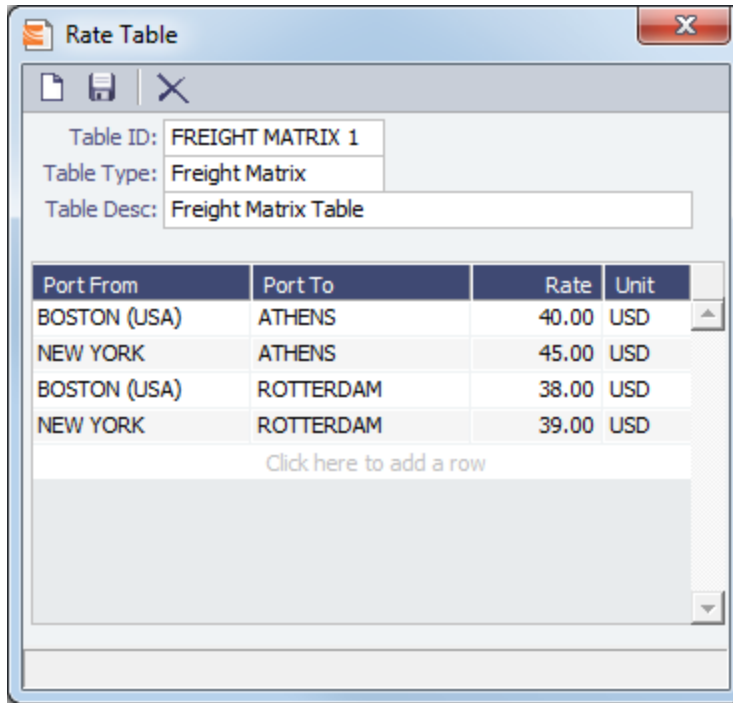 Rate Table
Table ID: FREIGHT MATRIX 1
Table Type: Freight Matrix
Table Desc: Freight Matrix Table
Port From Port To Rate Unit
BOSTON (USA) ATHENS 40.00 USD
NEW YORK ATHENS 45.00 USD
BOSTON (USA) ROTTERDAM 38.00 USD
NEW YORK ROTTERDAM 39.00 USD
Click here to add a row